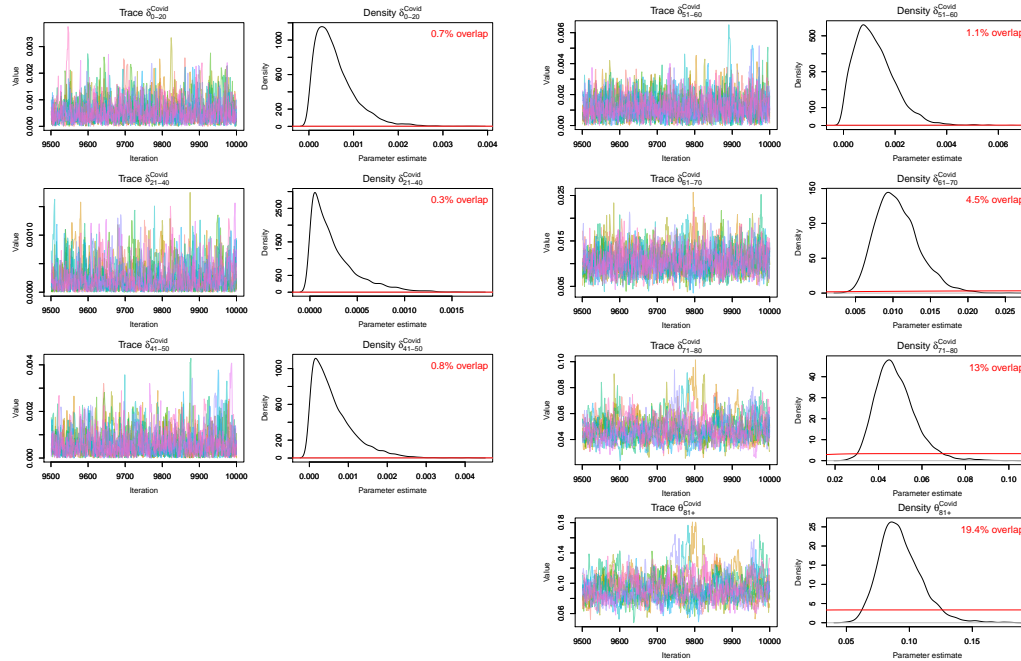 Trace δ^Covid_0−20
Value
0.000 0.001 0.002 0.003
9500 9600 9700 9800 9900 10000
Iteration
Density δ^Covid_0−20
0.7% overlap
Density
0 200 600 1000
0.000 0.001 0.002 0.003 0.004
Parameter estimate
Trace δ^Covid_51−60
Value
0.000 0.002 0.004 0.006
9500 9600 9700 9800 9900 10000
Iteration
Density δ^Covid_51−60
1.1% overlap
Density
0 100 300 500
0.000 0.002 0.004 0.006
Parameter estimate
Trace δ^Covid_21−40
Value
0.0000 0.0010
9500 9600 9700 9800 9900 10000
Iteration
Density δ^Covid_21−40
0.3% overlap
Density
0 500 1500 2500
0.0000 0.0005 0.0010 0.0015
Parameter estimate
Trace δ^Covid_61−70
Value
0.005 0.015 0.025
9500 9600 9700 9800 9900 10000
Iteration
Density δ^Covid_61−70
4.5% overlap
Density
0 50 100 150
0.005 0.010 0.015 0.020 0.025
Parameter estimate
Trace δ^Covid_41−50
Value
0.000 0.002 0.004
9500 9600 9700 9800 9900 10000
Iteration
Density δ^Covid_41−50
0.8% overlap
Density
0 200 600 1000
0.000 0.001 0.002 0.003 0.004
Parameter estimate
Trace δ^Covid_71−80
Value
0.04 0.06 0.08 0.10
9500 9600 9700 9800 9900 10000
Iteration
Density δ^Covid_71−80
13% overlap
Density
0 10 20 30 40
0.02 0.04 0.06 0.08 0.10
Parameter estimate
Trace θ^Covid_81+
Value
0.06 0.10 0.14 0.18
9500 9600 9700 9800 9900 10000
Iteration
Density θ^Covid_81+
19.4% overlap
Density
0 5 10 15 20 25
0.05 0.10 0.15
Parameter estimate